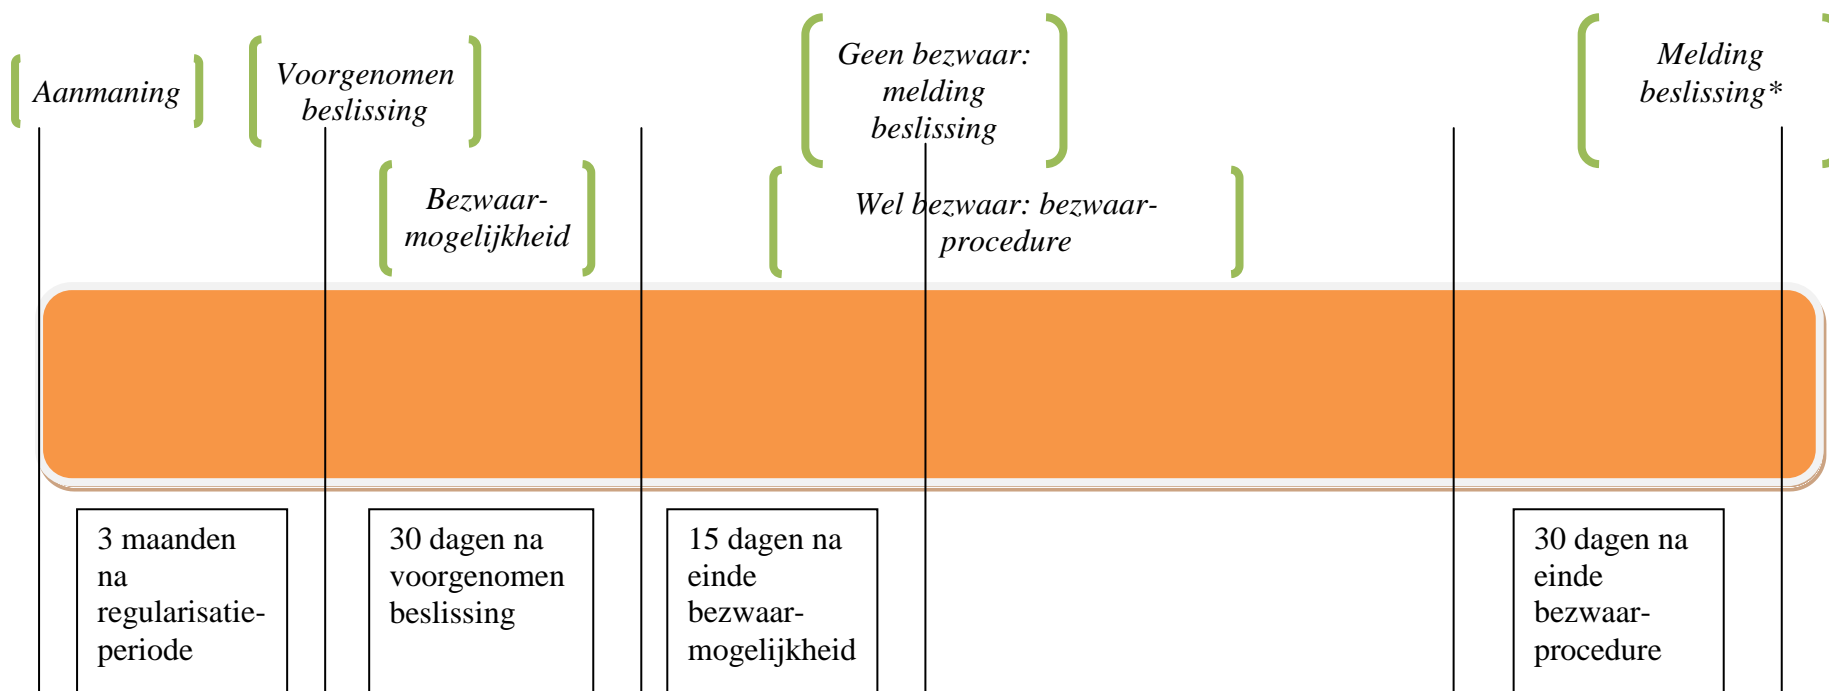 Aanmaning
Voorgenomen
beslissing
Geen bezwaar:
melding
beslissing
Melding
beslissing*
Bezwaar-
mogelijkheid
Wel bezwaar: bezwaar-
procedure
3 maanden
na
regularisatie-
periode
30 dagen na
voorgenomen
beslissing
15 dagen na
einde
bezwaar-
mogelijkheid
30 dagen na
einde
bezwaar-
procedure